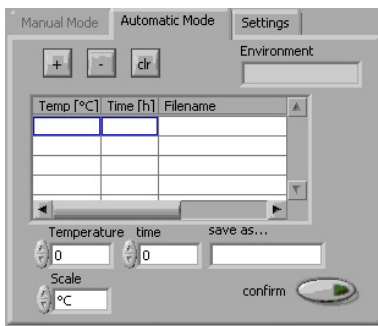 Manual Mode Automatic Mode Settings
+ - clr Environment
Temp [°C] Time [h] Filename
Temperature time save as...
0 0
Scale
°C confirm